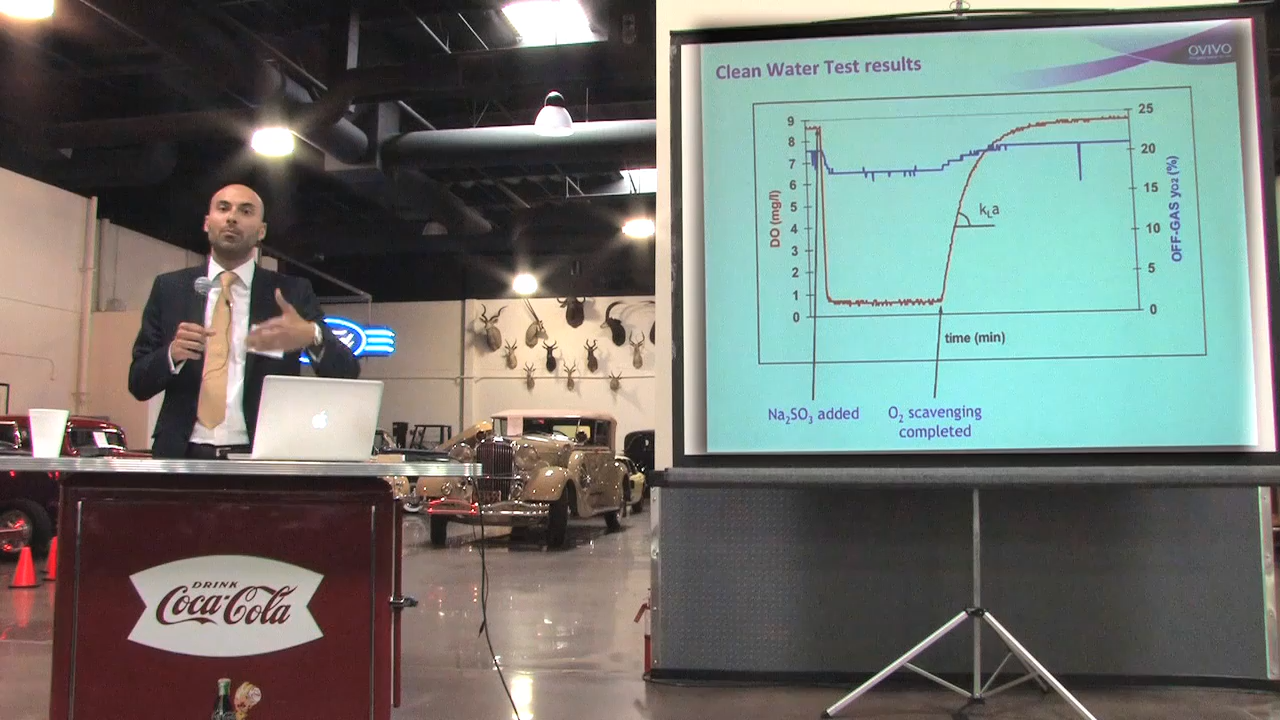 OVIVO
Clean Water Test results
9
8
7
6
5
4
3
2
1
0
DO (mg/l)
25
20
15
10
5
0
OFF-GAS yO₂ (%)
kLa
time (min)
Na₂SO₃ added
O₂ scavenging
completed
DRINK
Coca-Cola